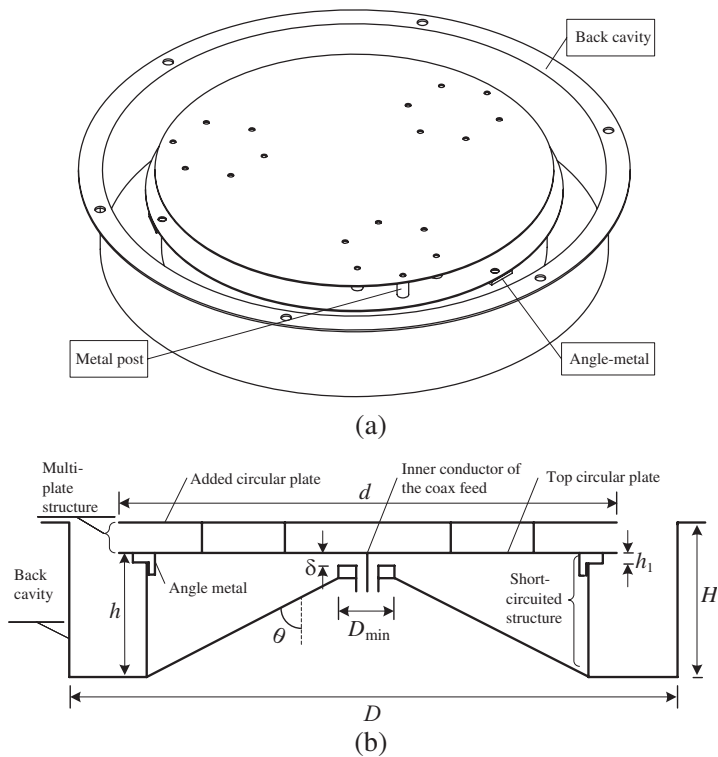 Back cavity
Metal post
Angle-metal
(a)
Multi-
plate
structure
Added circular plate
Inner conductor of
the coax feed
Top circular plate
d
Back
cavity
Angle metal
δ
h₁
h
Short-
circuited
structure
H
θ
Dmin
D
(b)